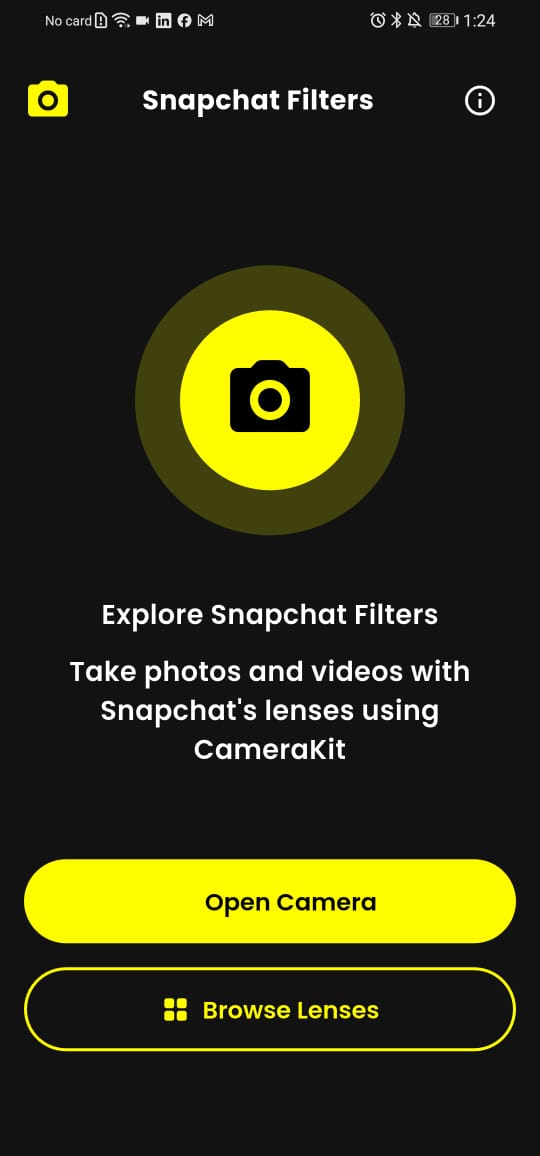 No card 28 1:24
Snapchat Filters
Explore Snapchat Filters
Take photos and videos with
Snapchat's lenses using
CameraKit
Open Camera
Browse Lenses